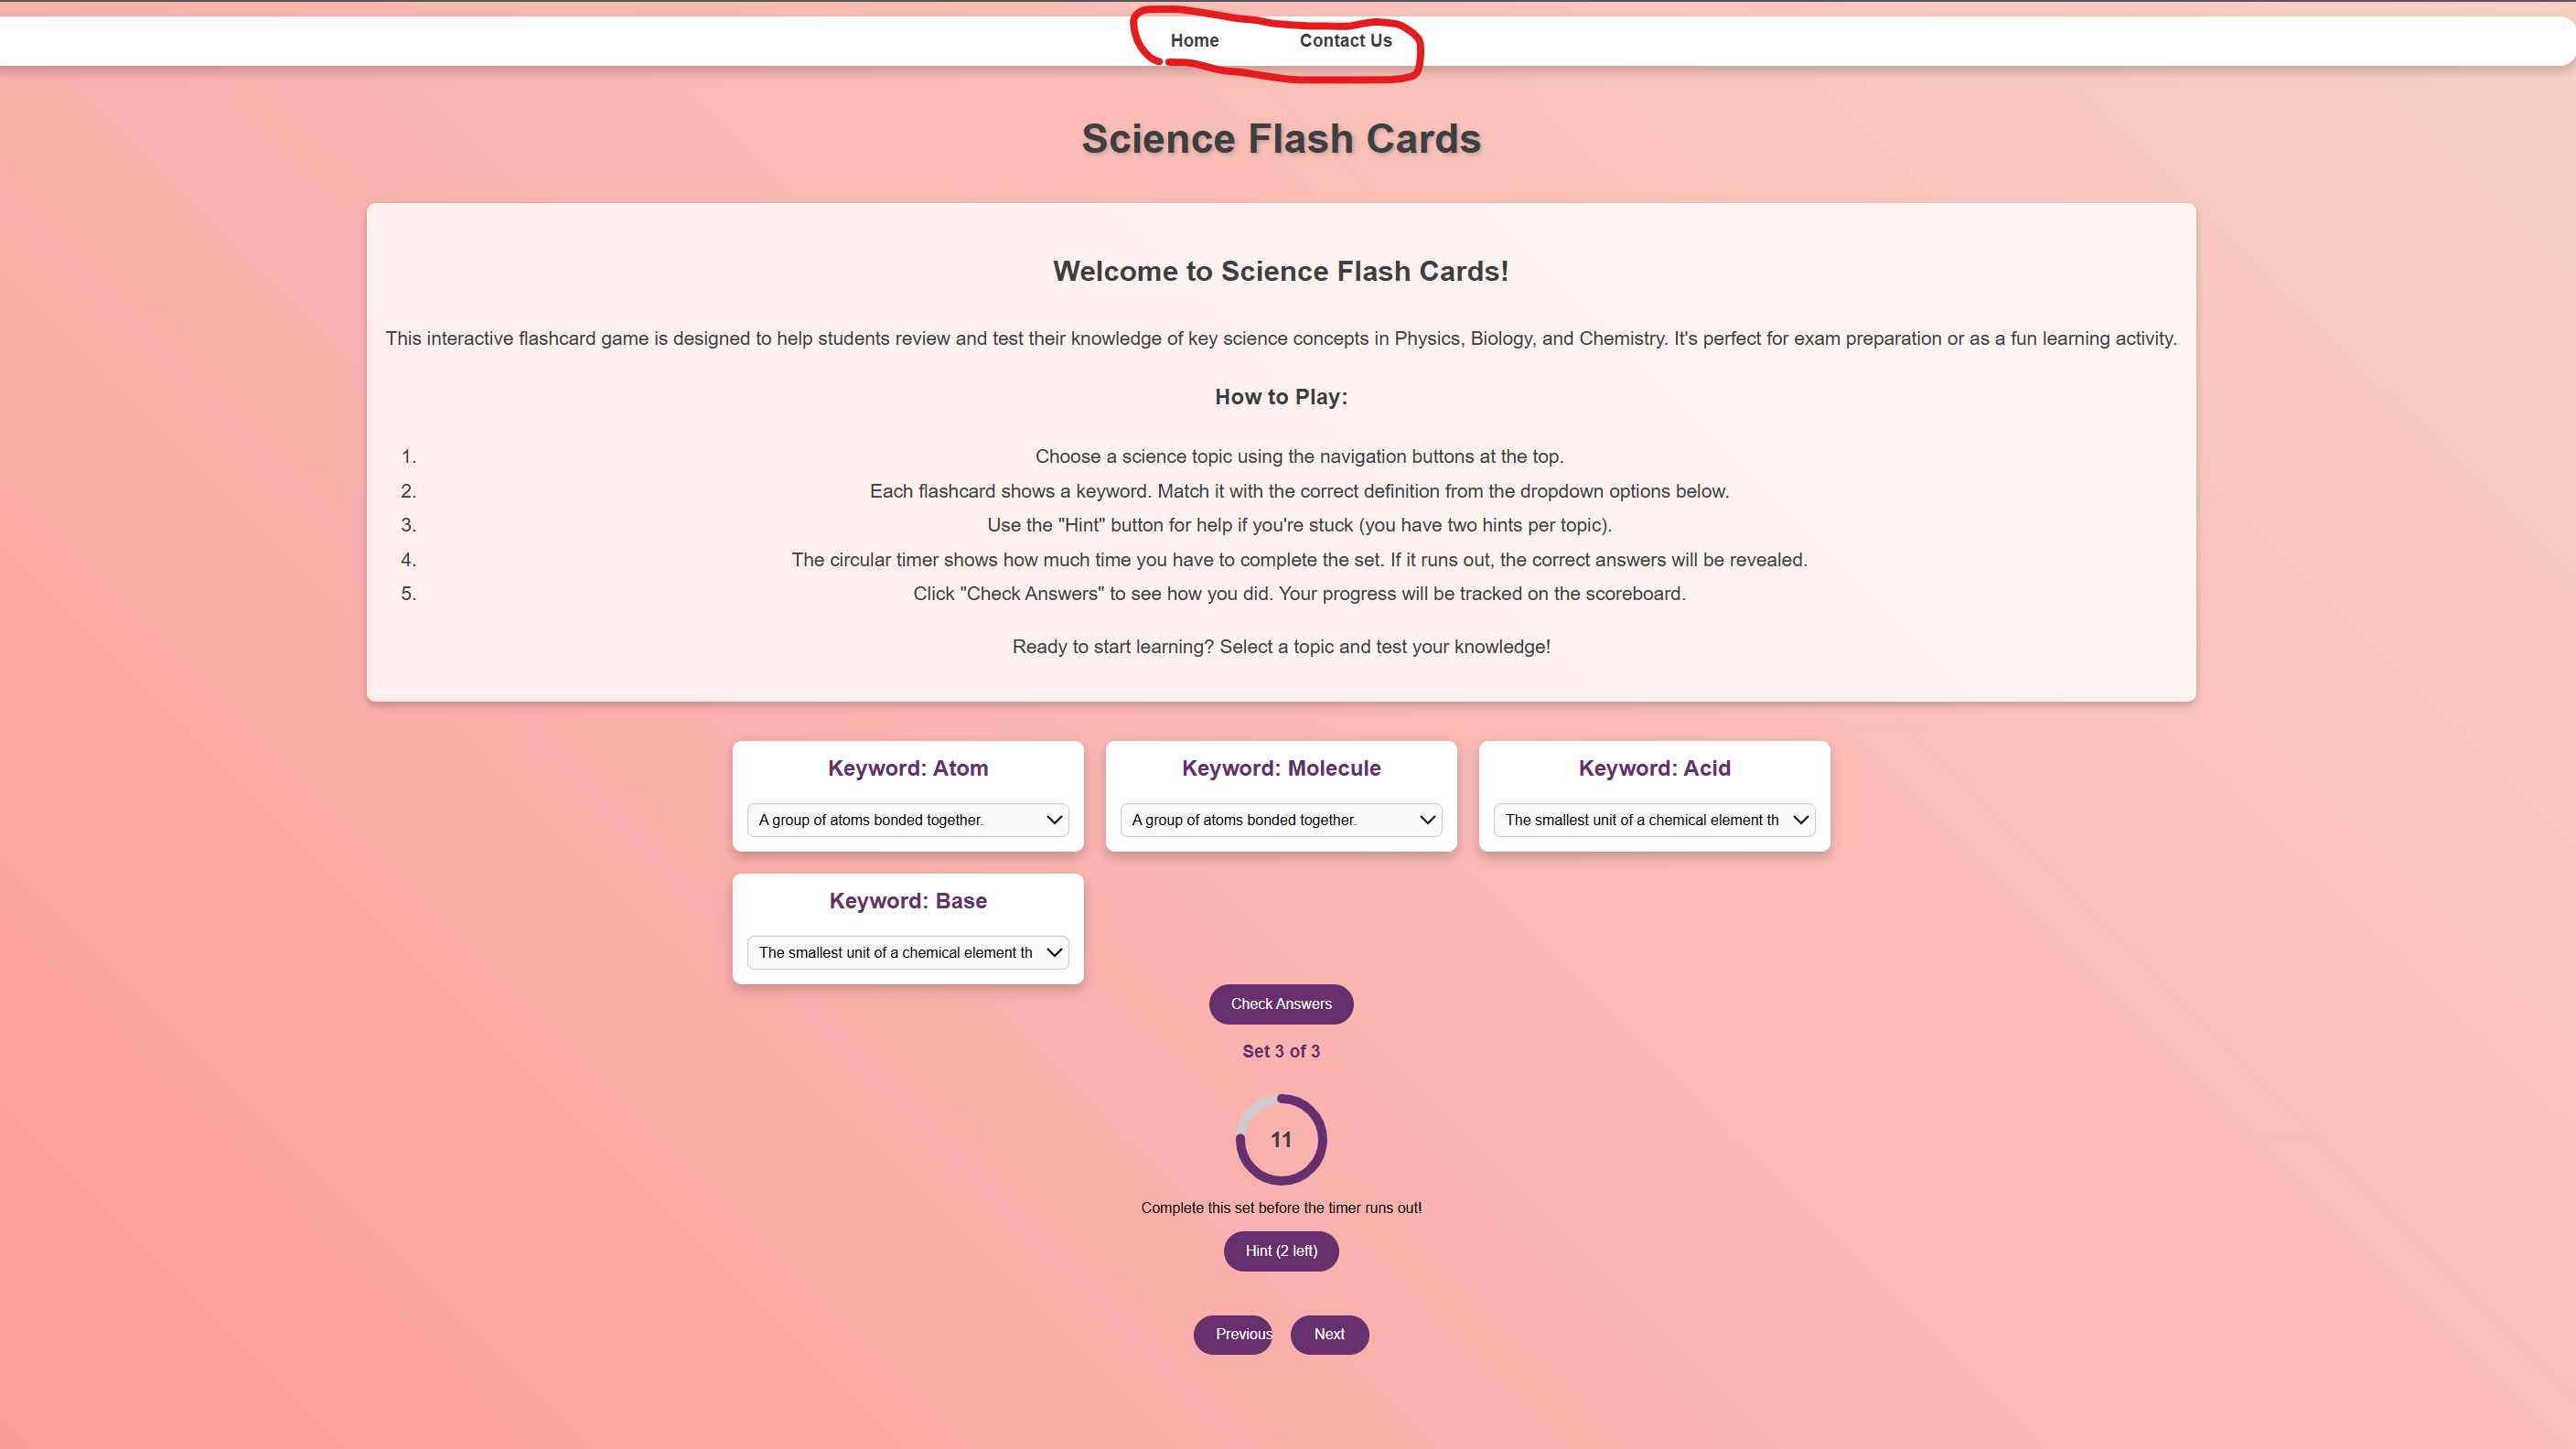 Home Contact Us
Science Flash Cards
Welcome to Science Flash Cards!
This interactive flashcard game is designed to help students review and test their knowledge of key science concepts in Physics, Biology, and Chemistry. It's perfect for exam preparation or as a fun learning activity.
How to Play:
1. Choose a science topic using the navigation buttons at the top.
2. Each flashcard shows a keyword. Match it with the correct definition from the dropdown options below.
3. Use the "Hint" button for help if you're stuck (you have two hints per topic).
4. The circular timer shows how much time you have to complete the set. If it runs out, the correct answers will be revealed.
5. Click "Check Answers" to see how you did. Your progress will be tracked on the scoreboard.
Ready to start learning? Select a topic and test your knowledge!
Keyword: Atom
A group of atoms bonded together.
Keyword: Molecule
A group of atoms bonded together.
Keyword: Acid
The smallest unit of a chemical element th
Keyword: Base
The smallest unit of a chemical element th
Check Answers
Set 3 of 3
11
Complete this set before the timer runs out!
Hint (2 left)
Previous Next